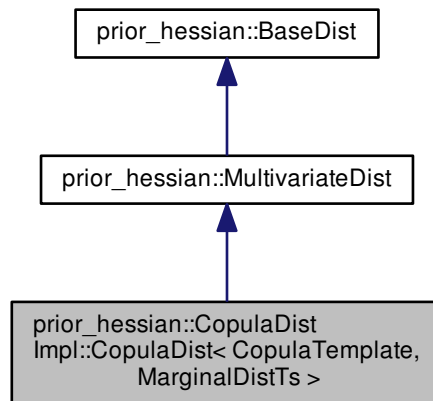 prior_hessian::BaseDist
prior_hessian::MultivariateDist
prior_hessian::CopulaDist
Impl::CopulaDist< CopulaTemplate,
MarginalDistTs >